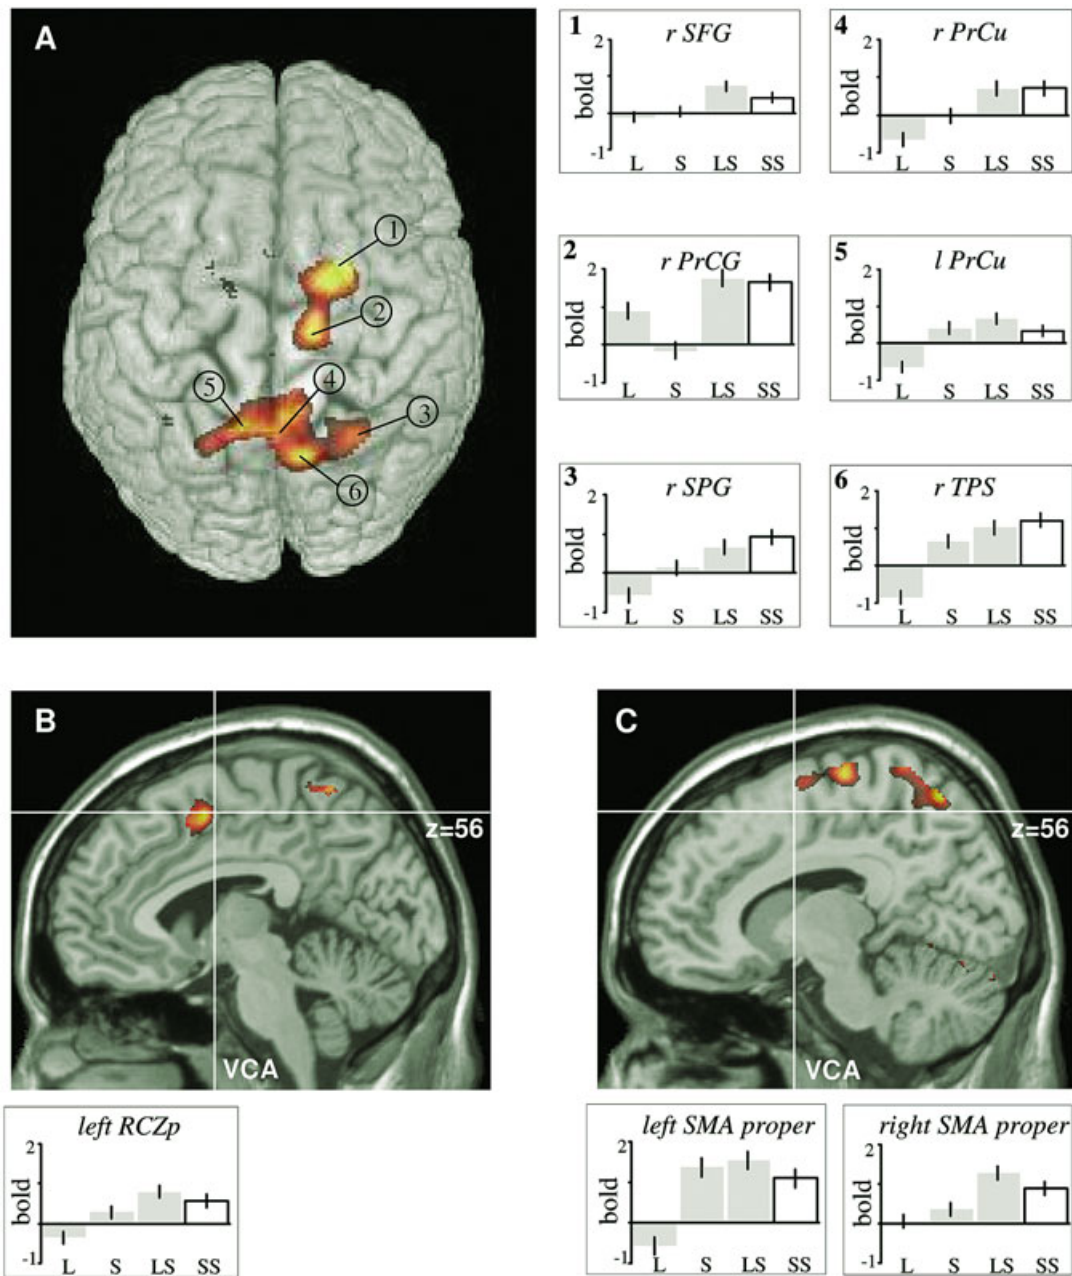 A
1
2
3
4
5
6
1 r SFG
2
bold
-1
L S LS SS
4 r PrCu
2
bold
-1
L S LS SS
2 r PrCG
2
bold
-1
L S LS SS
5 l PrCu
2
bold
-1
L S LS SS
3 r SPG
2
bold
-1
L S LS SS
6 r TPS
2
bold
-1
L S LS SS
B
z=56
VCA
C
z=56
VCA
left RCZp
2
bold
-1
L S LS SS
left SMA proper
2
bold
-1
L S LS SS
right SMA proper
2
bold
-1
L S LS SS